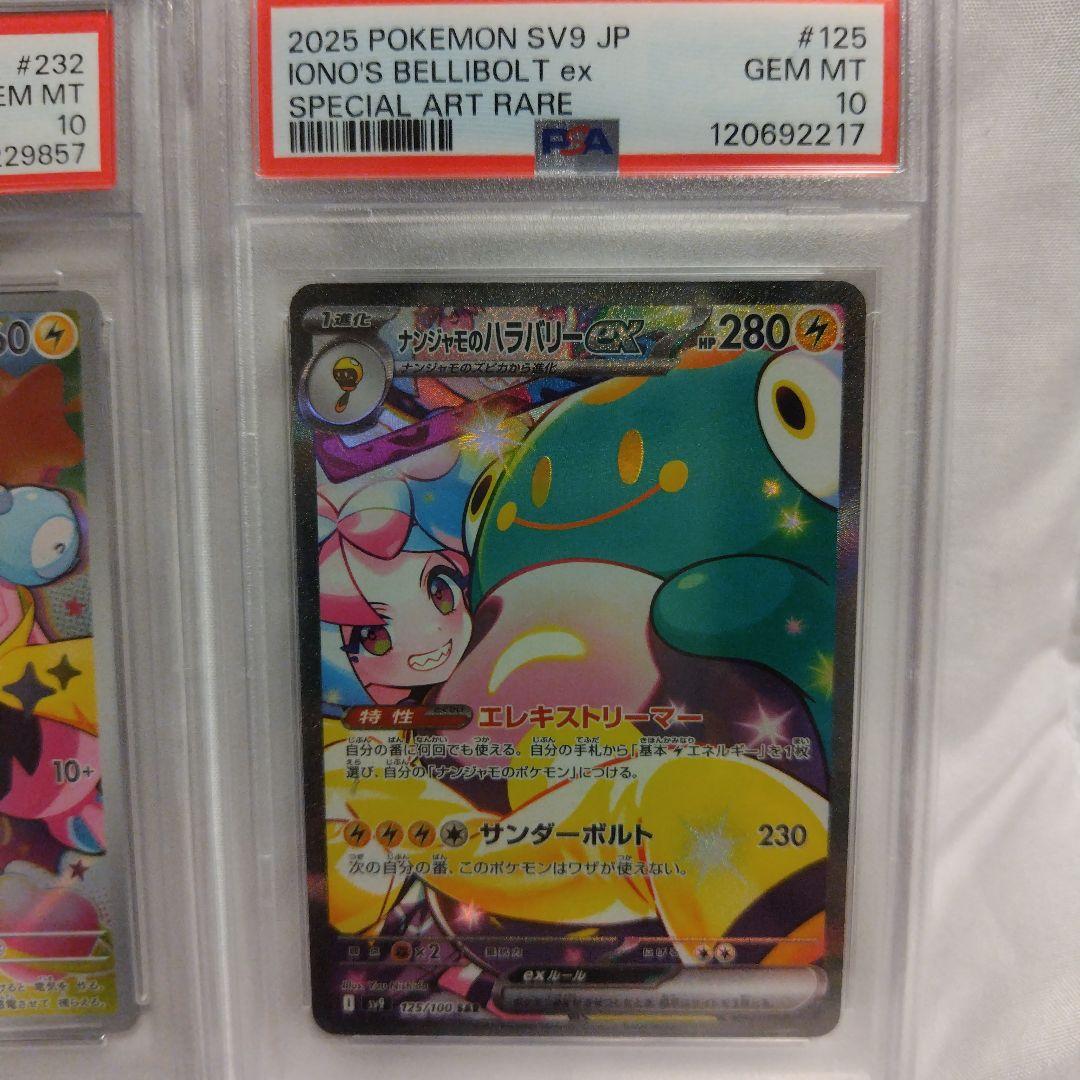 #232
EM MT
10
229857
60
10+
2025 POKEMON SV9 JP #125
IONO'S BELLIBOLT ex GEM MT
SPECIAL ART RARE 10
PSA 120692217
1進化
ナンジャモのハラバリーex HP280
ナンジャモのズピカから進化
特性 エレキストリーマー
自分の番に何回でも使える。自分の手札から「基本エネルギー」を1枚
選び、自分の「ナンジャモのポケモン」につける。
サンダーボルト 230
次の自分の番、このポケモンはワザが使えない。
×2
exルール
125/100 SAR